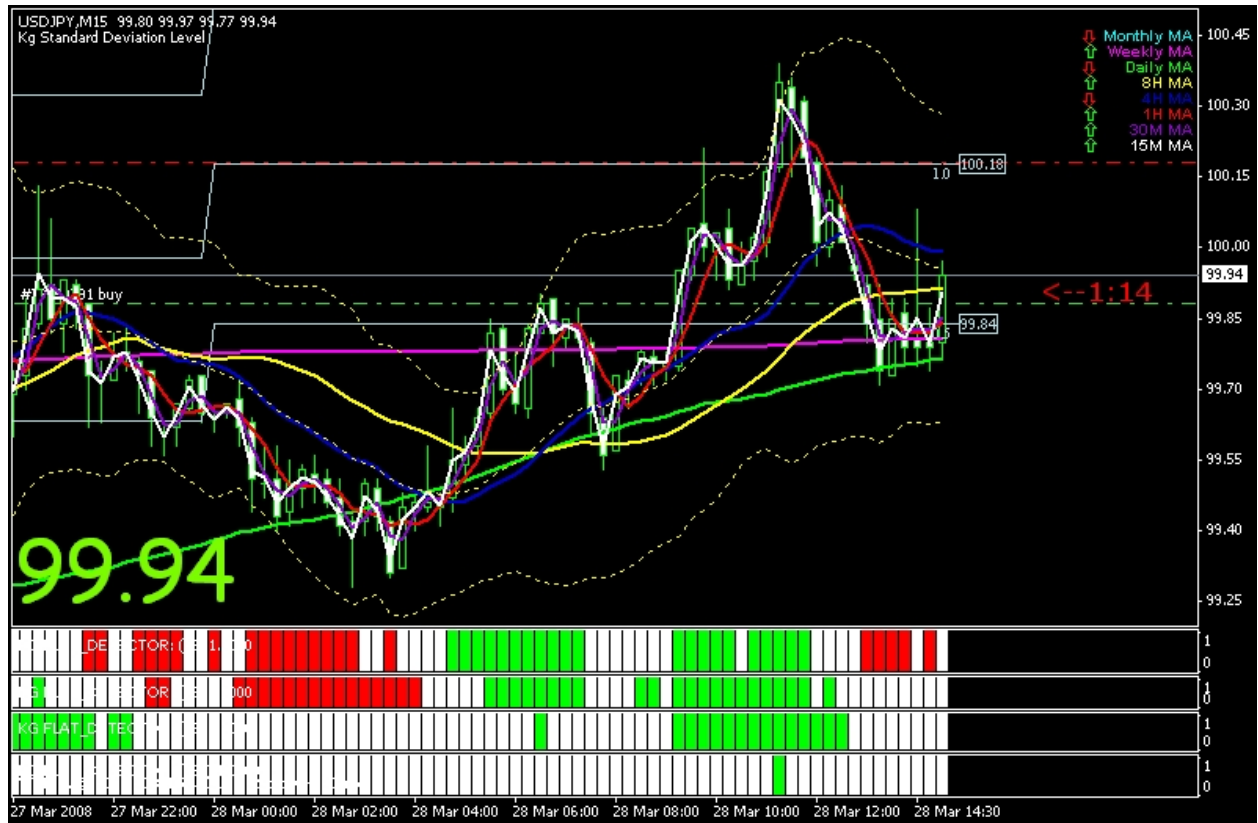 USDJPY,M15 99.80 99.97 99.77 99.94
Kg Standard Deviation Level
Monthly MA
Weekly MA
Daily MA
8H MA
4H MA
1H MA
30M MA
15M MA
100.45
100.30
100.18
1.0
100.15
100.00
99.94
buy
<--1:14
99.84
99.85
99.70
99.55
99.40
99.94
99.25
1
0
1
0
KG FLAT_D
1
0
1
0
27 Mar 2008
27 Mar 22:00
28 Mar 00:00
28 Mar 02:00
28 Mar 04:00
28 Mar 06:00
28 Mar 08:00
28 Mar 10:00
28 Mar 12:00
28 Mar 14:30